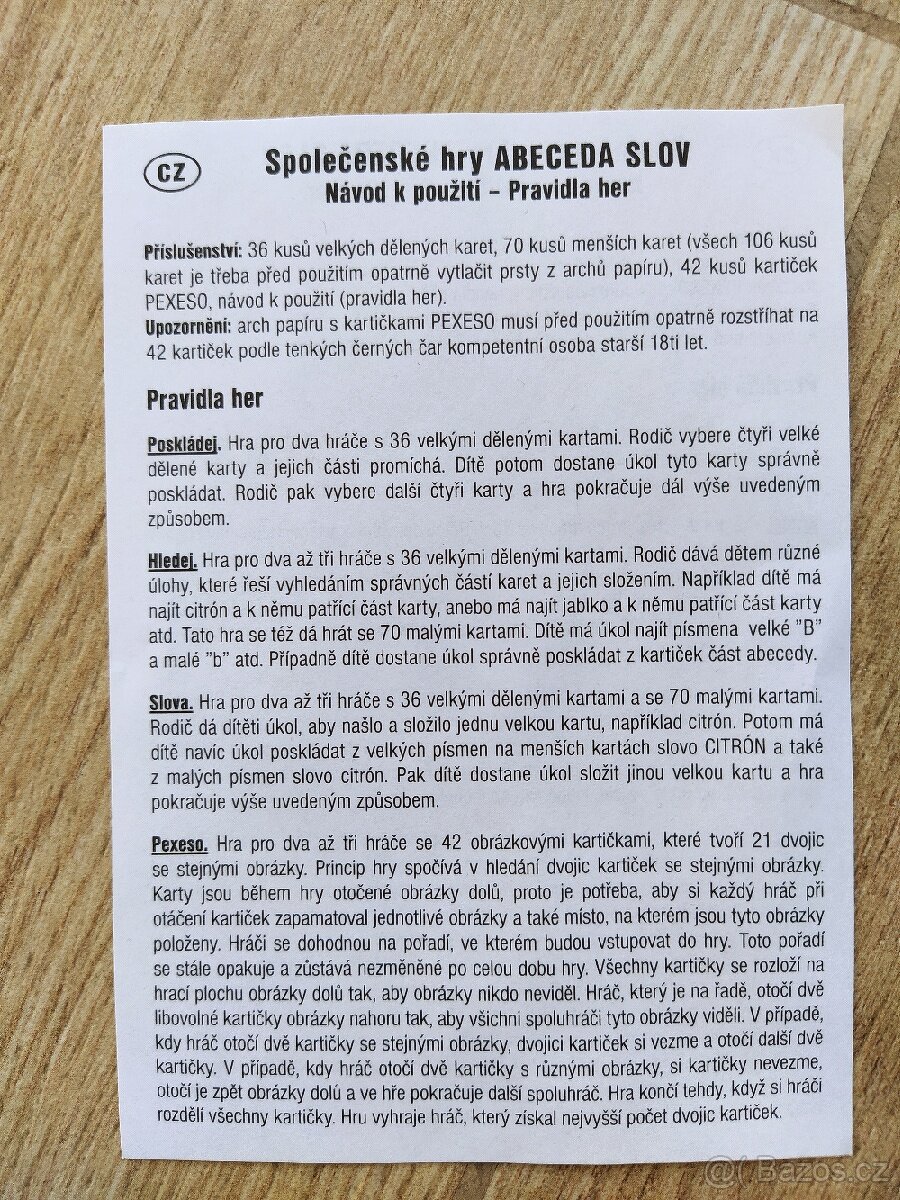 CZ
Společenské hry ABECEDA SLOV
Návod k použití – Pravidla her
Příslušenství: 36 kusů velkých dělených karet, 70 kusů menších karet (všech 106 kusů
karet je třeba před použitím opatrně vytlačit prsty z archů papíru), 42 kusů kartiček
PEXESO, návod k použití (pravidla her).
Upozornění: arch papíru s kartičkami PEXESO musí před použitím opatrně rozstříhat na
42 kartiček podle tenkých černých čar kompetentní osoba starší 18ti let.
Pravidla her
Poskládej. Hra pro dva hráče s 36 velkými dělenými kartami. Rodič vybere čtyři velké
dělené karty a jejich části promíchá. Dítě potom dostane úkol tyto karty správně
poskládat. Rodič pak vybere další čtyři karty a hra pokračuje dál výše uvedeným
způsobem.
Hledej. Hra pro dva až tři hráče s 36 velkými dělenými kartami. Rodič dává dětem různé
úlohy, které řeší vyhledáním správných částí karet a jejich složením. Například dítě má
najít citrón a k němu patřící část karty, anebo má najít jablko a k němu patřící část karty
atd. Tato hra se též dá hrát se 70 malými kartami. Dítě má úkol najít písmena velké "B"
a malé "b" atd. Případně dítě dostane úkol správně poskládat z kartiček část abecedy.
Slova. Hra pro dva až tři hráče s 36 velkými dělenými kartami a se 70 malými kartami.
Rodič dá dítěti úkol, aby našlo a složilo jednu velkou kartu, například citrón. Potom má
dítě navíc úkol poskládat z velkých písmen na menších kartách slovo CITRÓN a také
z malých písmen slovo citrón. Pak dítě dostane úkol složit jinou velkou kartu a hra
pokračuje výše uvedeným způsobem.
Pexeso. Hra pro dva až tři hráče se 42 obrázkovými kartičkami, které tvoří 21 dvojic
se stejnými obrázky. Princip hry spočívá v hledání dvojic kartiček se stejnými obrázky.
Karty jsou během hry otočené obrázky dolů, proto je potřeba, aby si každý hráč při
otáčení kartiček zapamatoval jednotlivé obrázky a také místo, na kterém jsou tyto obrázky
položeny. Hráči se dohodnou na pořadí, ve kterém budou vstupovat do hry. Toto pořadí
se stále opakuje a zůstává nezměněné po celou dobu hry. Všechny kartičky se rozloží na
hrací plochu obrázky dolů tak, aby obrázky nikdo neviděl. Hráč, který je na řadě, otočí dvě
libovolné kartičky obrázky nahoru tak, aby všichni spoluhráči tyto obrázky viděli. V případě,
kdy hráč otočí dvě kartičky se stejnými obrázky, dvojici kartiček si vezme a otočí další dvě
kartičky. V případě, kdy hráč otočí dvě kartičky s různými obrázky, si kartičky nevezme,
otočí je zpět obrázky dolů a ve hře pokračuje další spoluhráč. Hra končí tehdy, když si hráči
rozdělí všechny kartičky. Hru vyhraje hráč, který získal nejvyšší počet dvojic kartiček.
Bazos.cz